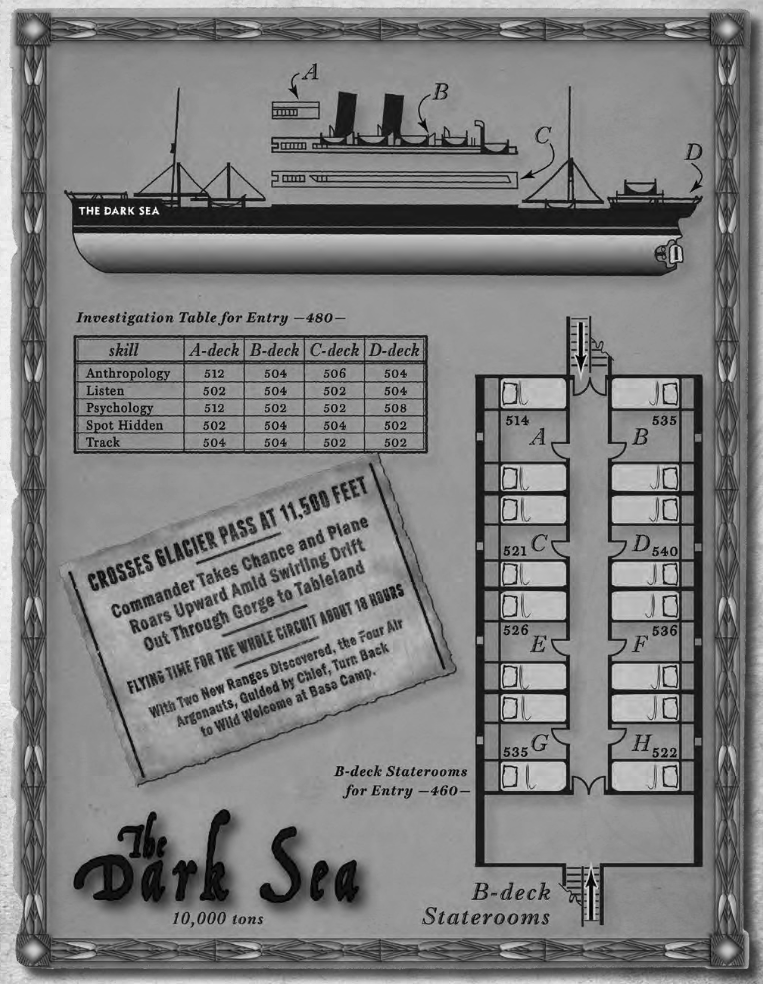 A
B
C
D
THE DARK SEA
Investigation Table for Entry –480–
skill A-deck B-deck C-deck D-deck
Anthropology 512 504 506 504
Listen 502 504 502 504
Psychology 512 502 502 508
Spot Hidden 502 504 504 502
Track 504 504 502 502
514 535
A B
521 C D 540
526 536
E F
535 G H 522
CROSSES GLACIER PASS AT 11,500 FEET
Commander Takes Chance and Plane
Roars Upward Amid Swirling Drift
Out Through Gorge to Tableland
FLYING TIME FOR THE WHOLE CIRCUIT ABOUT 18 HOURS
With Two New Ranges Discovered, the Four Air
Argonauts, Guided by Chief, Turn Back
to Wild Welcome at Base Camp.
B-deck Staterooms
for Entry –460–
The
Dark Sea
10,000 tons
B-deck
Staterooms